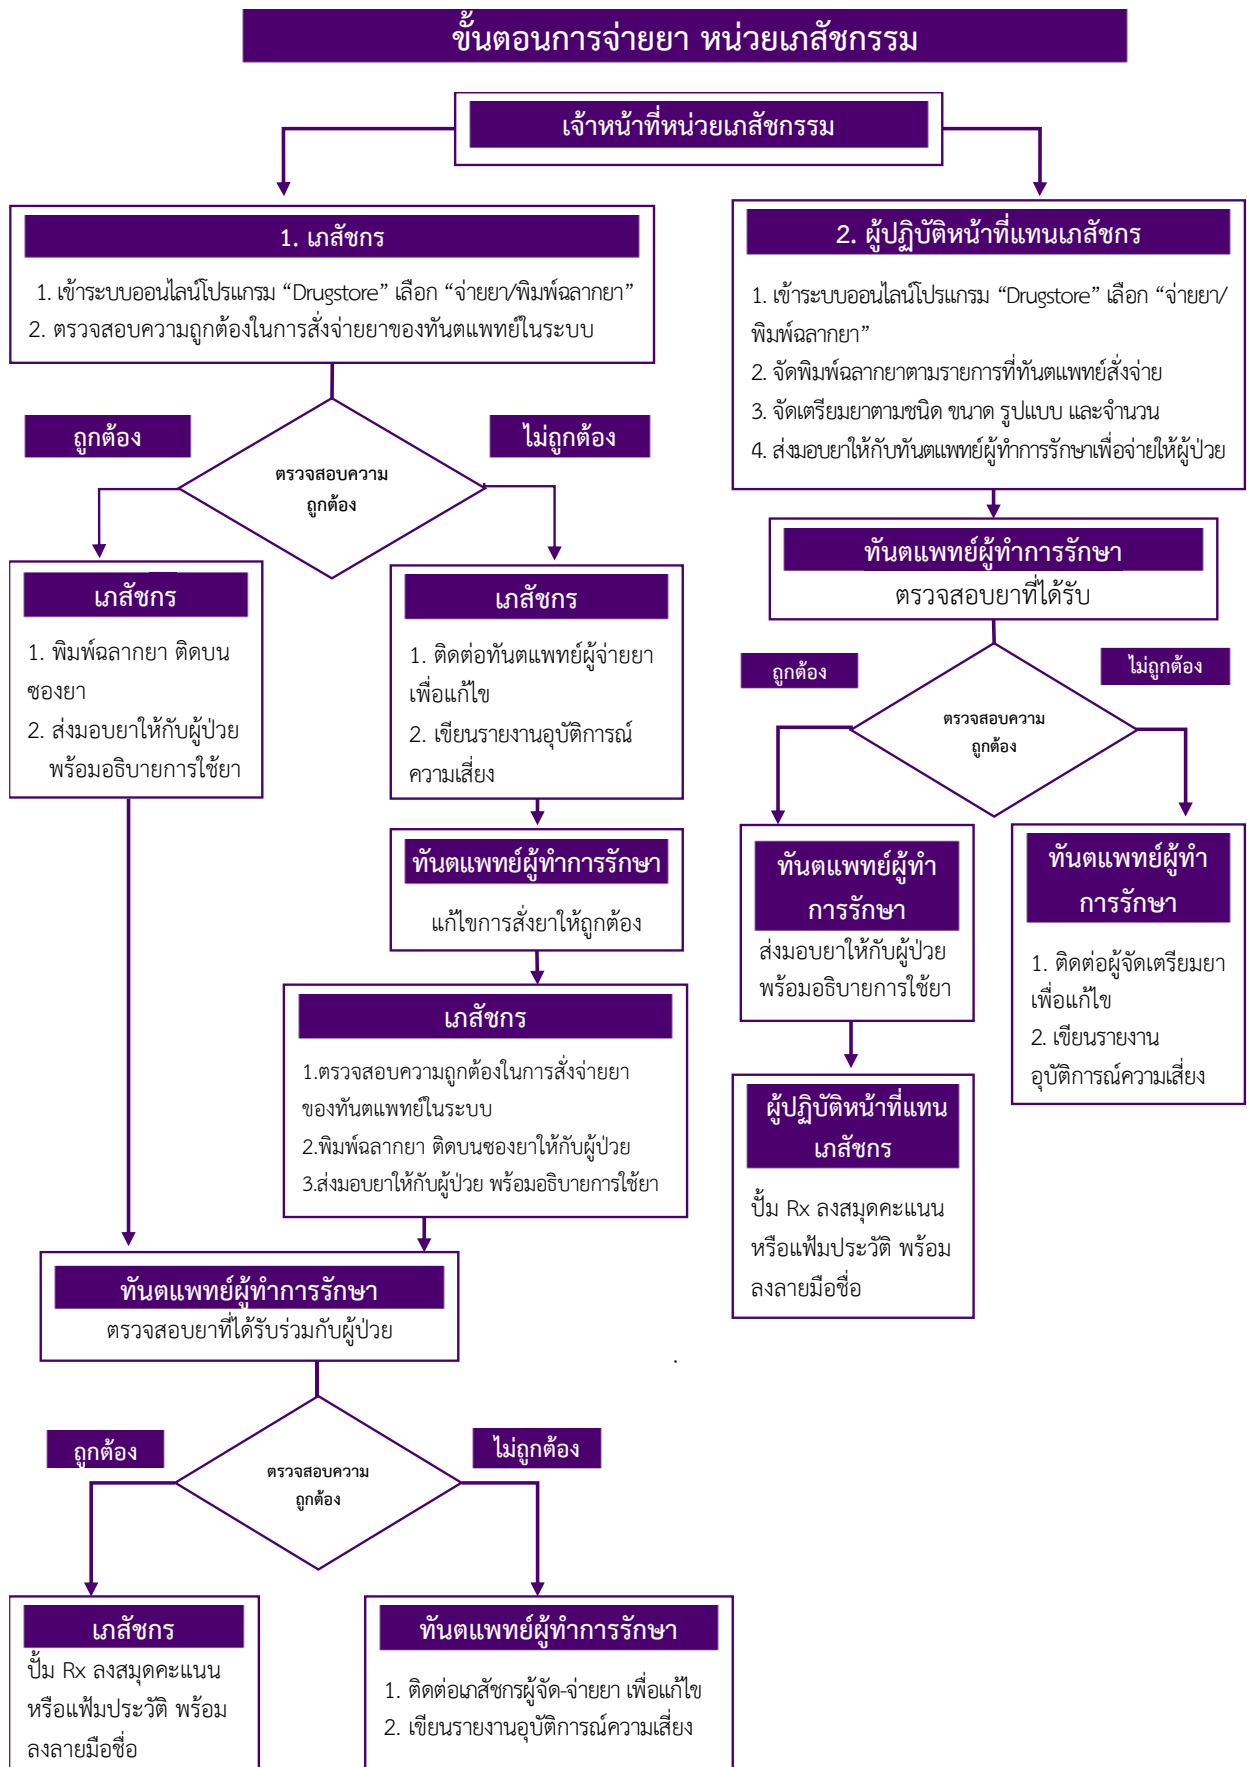 ขั้นตอนการจ่ายยา หน่วยเภสัชกรรม
เจ้าหน้าที่หน่วยเภสัชกรรม
1. เภสัชกร
1. เข้าระบบออนไลน์โปรแกรม “Drugstore” เลือก “จ่ายยา/พิมพ์ฉลากยา”
2. ตรวจสอบความถูกต้องในการสั่งจ่ายยาของทันตแพทย์ในระบบ
ถูกต้อง
ไม่ถูกต้อง
ตรวจสอบความ
ถูกต้อง
เภสัชกร
1. พิมพ์ฉลากยา ติดบน
ซองยา
2. ส่งมอบยาให้กับผู้ป่วย
พร้อมอธิบายการใช้ยา
เภสัชกร
1. ติดต่อทันตแพทย์ผู้จ่ายยา
เพื่อแก้ไข
2. เขียนรายงานอุบัติการณ์
ความเสี่ยง
ทันตแพทย์ผู้ทำการรักษา
แก้ไขการสั่งยาให้ถูกต้อง
เภสัชกร
1.ตรวจสอบความถูกต้องในการสั่งจ่ายยา
ของทันตแพทย์ในระบบ
2.พิมพ์ฉลากยา ติดบนซองยาให้กับผู้ป่วย
3.ส่งมอบยาให้กับผู้ป่วย พร้อมอธิบายการใช้ยา
ทันตแพทย์ผู้ทำการรักษา
ตรวจสอบยาที่ได้รับร่วมกับผู้ป่วย
ถูกต้อง
ไม่ถูกต้อง
ตรวจสอบความ
ถูกต้อง
เภสัชกร
ปั้ม Rx ลงสมุดคะแนน
หรือแฟ้มประวัติ พร้อม
ลงลายมือชื่อ
ทันตแพทย์ผู้ทำการรักษา
1. ติดต่อเภสัชกรผู้จัด-จ่ายยา เพื่อแก้ไข
2. เขียนรายงานอุบัติการณ์ความเสี่ยง
2. ผู้ปฏิบัติหน้าที่แทนเภสัชกร
1. เข้าระบบออนไลน์โปรแกรม “Drugstore” เลือก “จ่ายยา/
พิมพ์ฉลากยา”
2. จัดพิมพ์ฉลากยาตามรายการที่ทันตแพทย์สั่งจ่าย
3. จัดเตรียมยาตามชนิด ขนาด รูปแบบ และจำนวน
4. ส่งมอบยาให้กับทันตแพทย์ผู้ทำการรักษาเพื่อจ่ายให้ผู้ป่วย
ทันตแพทย์ผู้ทำการรักษา
ตรวจสอบยาที่ได้รับ
ถูกต้อง
ไม่ถูกต้อง
ตรวจสอบความ
ถูกต้อง
ทันตแพทย์ผู้ทำ
การรักษา
ส่งมอบยาให้กับผู้ป่วย
พร้อมอธิบายการใช้ยา
ทันตแพทย์ผู้ทำ
การรักษา
1. ติดต่อผู้จัดเตรียมยา
เพื่อแก้ไข
2. เขียนรายงาน
อุบัติการณ์ความเสี่ยง
ผู้ปฏิบัติหน้าที่แทน
เภสัชกร
ปั้ม Rx ลงสมุดคะแนน
หรือแฟ้มประวัติ พร้อม
ลงลายมือชื่อ
.